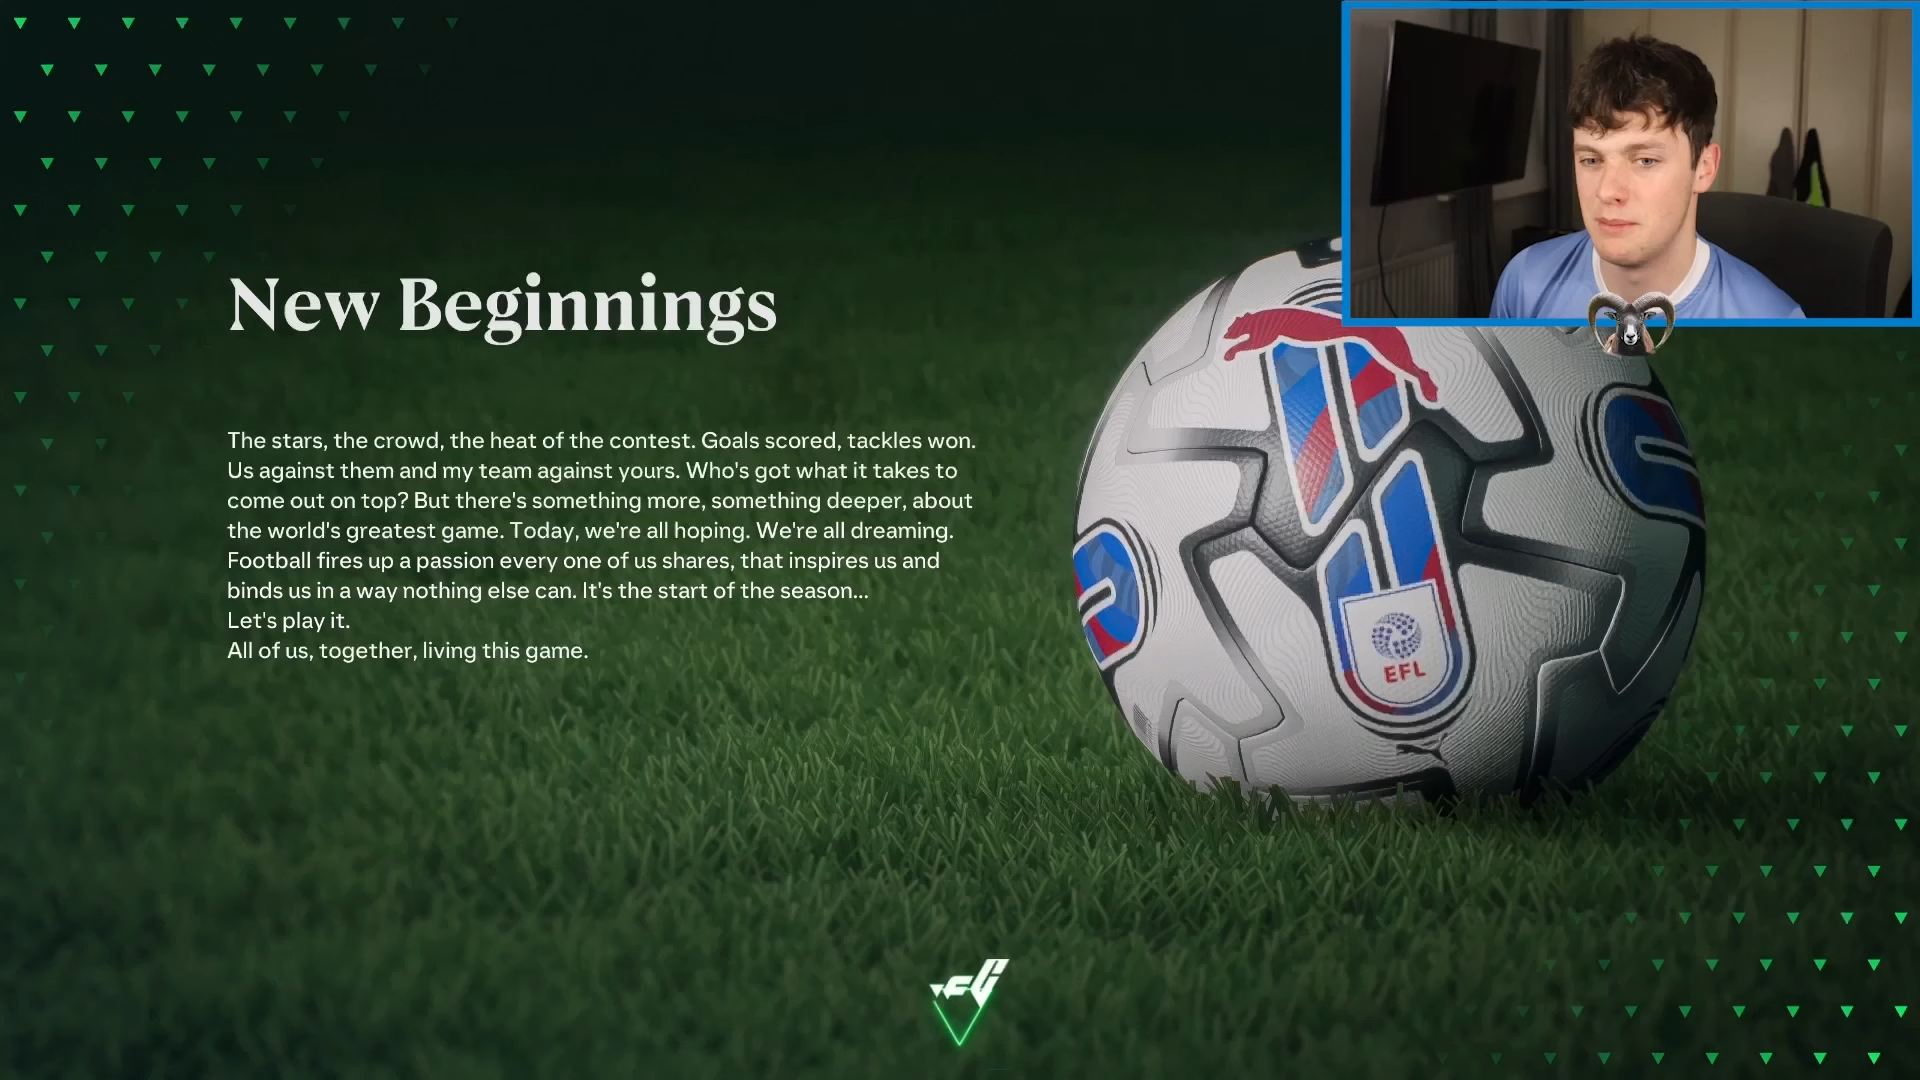 New Beginnings
The stars, the crowd, the heat of the contest. Goals scored, tackles won.
Us against them and my team against yours. Who's got what it takes to
come out on top? But there's something more, something deeper, about
the world's greatest game. Today, we're all hoping. We're all dreaming.
Football fires up a passion every one of us shares, that inspires us and
binds us in a way nothing else can. It's the start of the season...
Let's play it.
All of us, together, living this game.
EFL